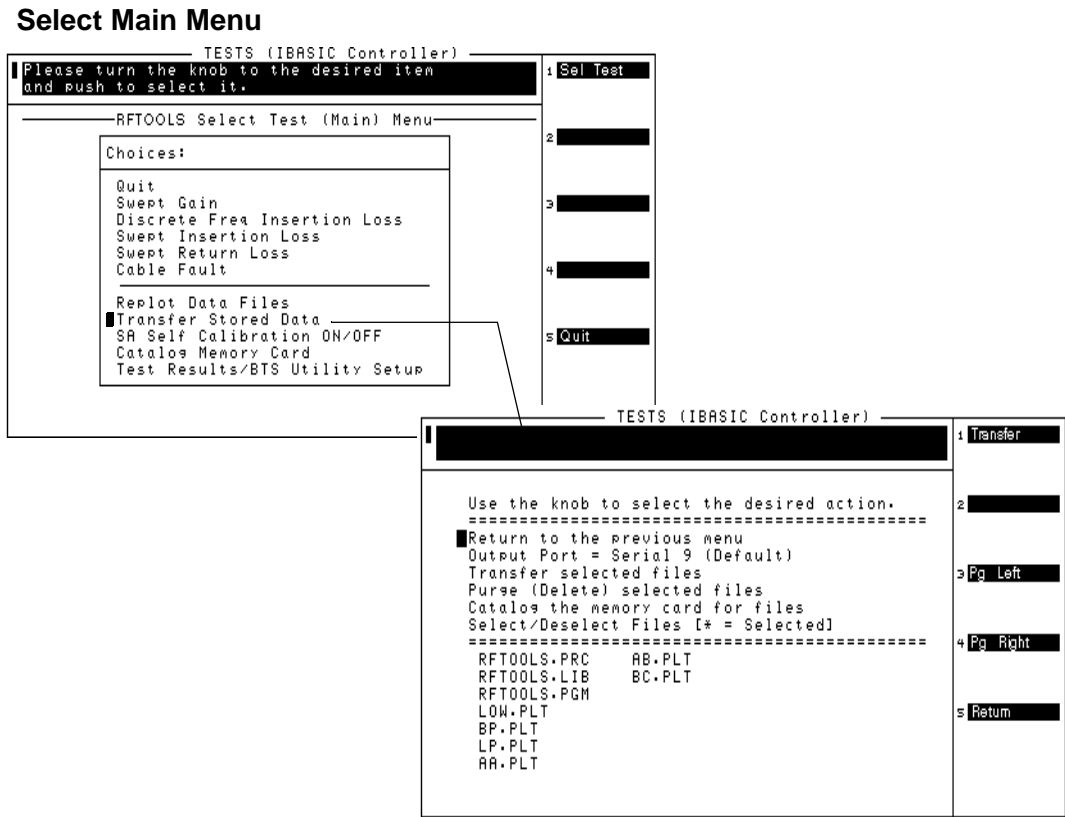 Select Main Menu
TESTS (IBASIC Controller)
Please turn the knob to the desired item
and push to select it.
1 Sel Test
RFTOOLS Select Test (Main) Menu
2
Choices:
Quit
Swept Gain
3
Discrete Freq Insertion Loss
Swept Insertion Loss
Swept Return Loss
Cable Fault
4
Replot Data Files
Transfer Stored Data
SA Self Calibration ON/OFF
5 Quit
Catalog Memory Card
Test Results/BTS Utility Setup
TESTS (IBASIC Controller)
1 Transfer
Use the knob to select the desired action.
2
=============================================
Return to the previous menu
Output Port = Serial 9 (Default)
Transfer selected files
3 Pg Left
Purge (Delete) selected files
Catalog the memory card for files
Select/Deselect Files [* = Selected]
=============================================
4 Pg Right
RFTOOLS.PRC AB.PLT
RFTOOLS.LIB BC.PLT
RFTOOLS.PGM
LOW.PLT
5 Return
BP.PLT
LP.PLT
AA.PLT